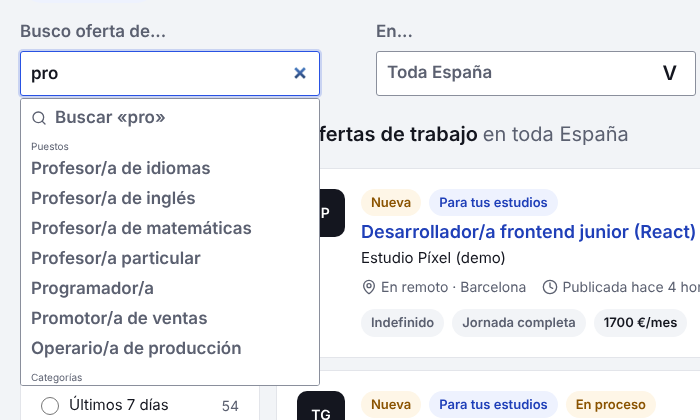 Busco oferta de...
En...
pro
Toda España
Buscar «pro»
Puestos
Profesor/a de idiomas
Profesor/a de inglés
Profesor/a de matemáticas
Profesor/a particular
Programador/a
Promotor/a de ventas
Operario/a de producción
Categorías
Últimos 7 días 54
fertas de trabajo en toda España
P
Nueva Para tus estudios
Desarrollador/a frontend junior (React)
Estudio Píxel (demo)
En remoto · Barcelona Publicada hace 4 hor
Indefinido Jornada completa 1700 €/mes
TG
Nueva Para tus estudios En proceso